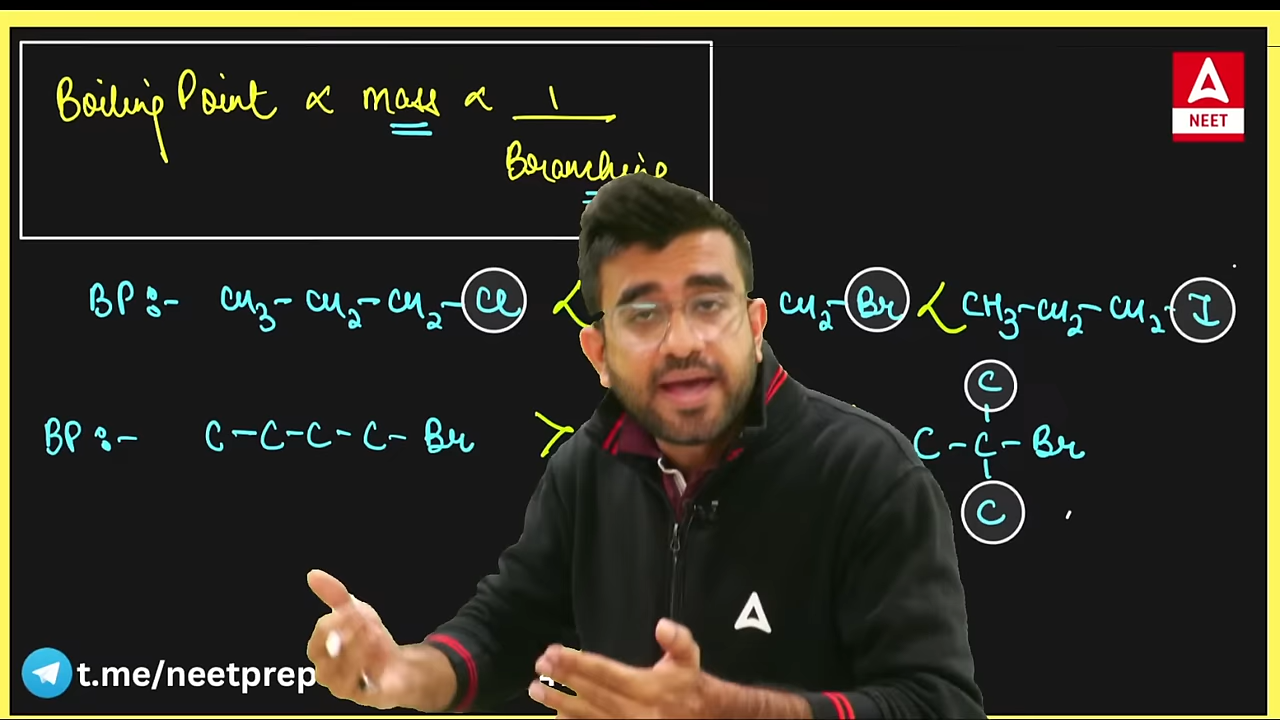 Boiling Point ∝ mass ∝ 1
Branching
NEET
BP :- CH3-CH2-CH2-Cl < CH2-Br < CH3-CH2-CH2-I
C
BP :- C-C-C-C-Br > C-C-Br
C
t.me/neetprep